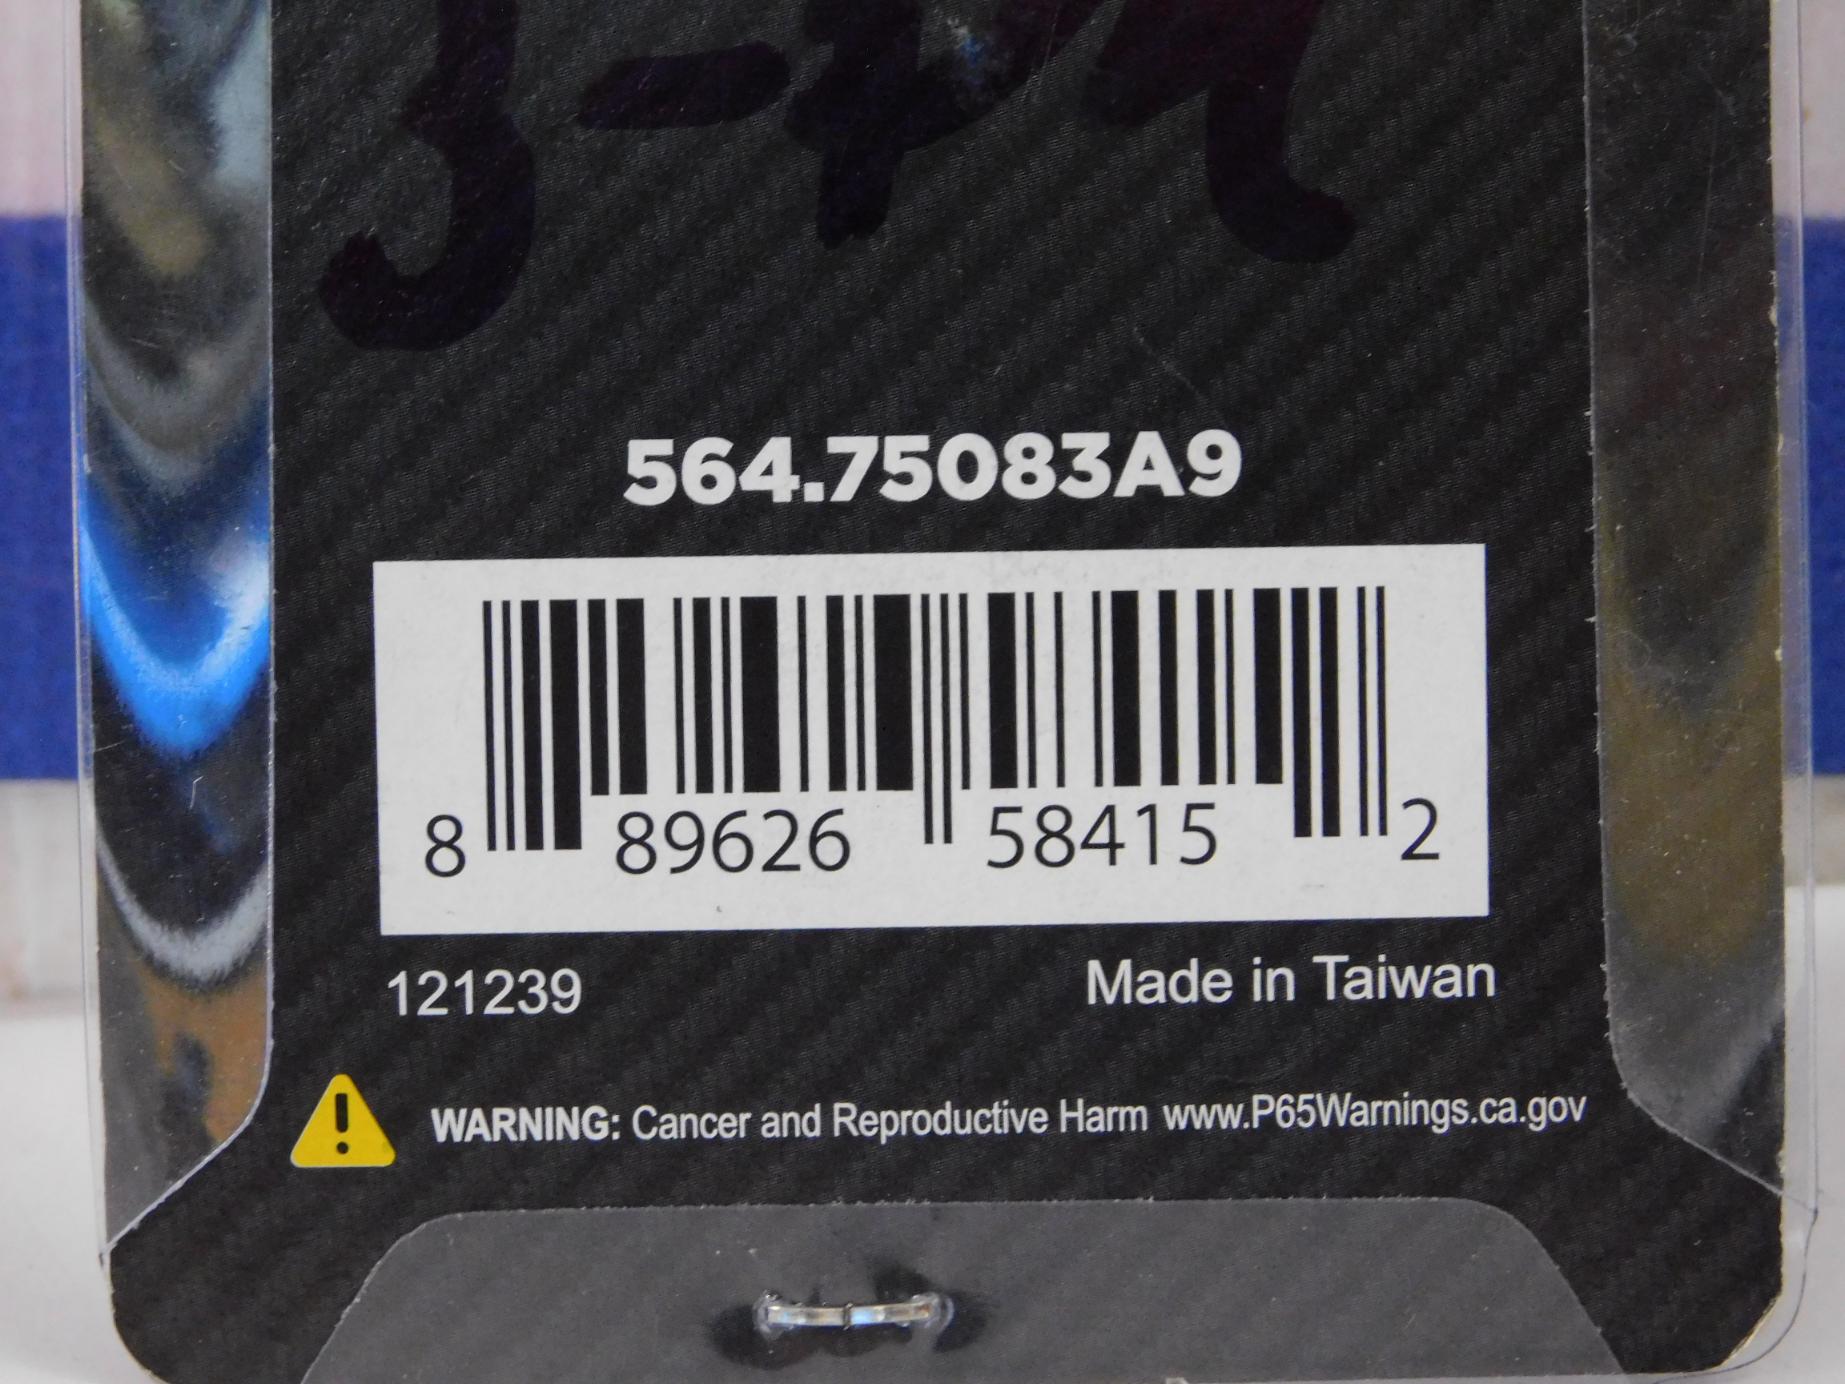 564.75083A9
8 89626 58415 2
121239 Made in Taiwan
WARNING: Cancer and Reproductive Harm www.P65Warnings.ca.gov